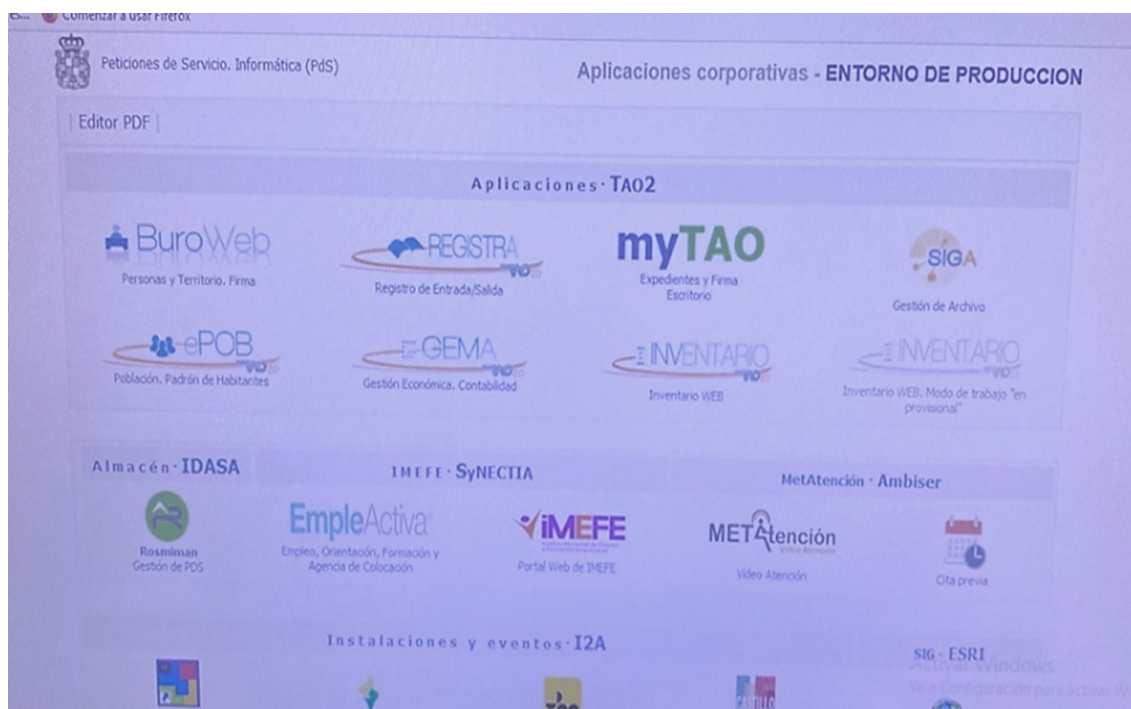 Comenzar a usar Firefox
Peticiones de Servicio. Informática (PdS)
Aplicaciones corporativas - ENTORNO DE PRODUCCION
| Editor PDF |
Aplicaciones · TAO2
BuroWeb
Personas y Territorio. Firma
REGISTRA
Registro de Entrada/Salida
myTAO
Expedientes y Firma
Escritorio
SIGA
Gestión de Archivo
ePOB
Población. Padrón de Habitantes
GEMA
Gestión Económica. Contabilidad
INVENTARIO
Inventario WEB
INVENTARIO
Inventario WEB. Modo de trabajo "en
provisional"
Almacén · IDASA
IMEFE · SyNECTIA
MetAtención · Ambiser
Rosmiman
Gestión de PDS
EmpleActiva
Empleo, Orientación, Formación y
Agencia de Colocación
iMEFE
Portal Web de IMEFE
METAtención
Video Atención
Video Atención
Cita previa
Instalaciones y eventos · I2A
SIG - ESRI
Activar Windows
Ve a Configuración para activar W